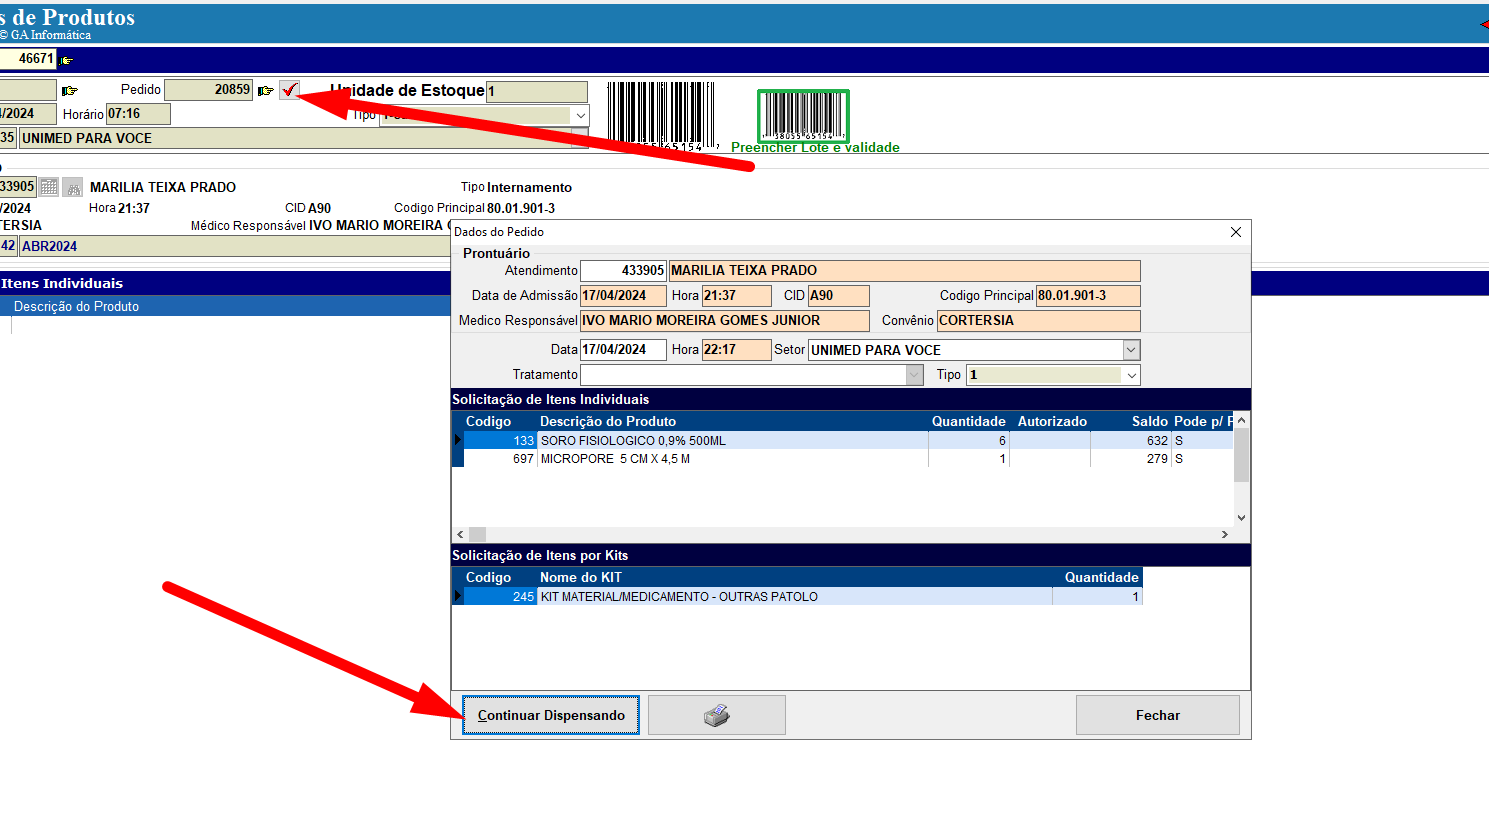 s de Produtos
© GA Informática
46671
Pedido 20859 Unidade de Estoque 1
/2024 Horário 07:16 Tipo
35 UNIMED PARA VOCE
65154
38055 65154
Preencher Lote e validade
33905 MARILIA TEIXA PRADO Tipo Internamento
/2024 Hora 21:37 CID A90 Codigo Principal 80.01.901-3
TERSIA Médico Responsável IVO MARIO MOREIRA
42 ABR2024
Itens Individuais
Descrição do Produto
Dados do Pedido
Prontuário
Atendimento 433905 MARILIA TEIXA PRADO
Data de Admissão 17/04/2024 Hora 21:37 CID A90 Codigo Principal 80.01.901-3
Medico Responsável IVO MARIO MOREIRA GOMES JUNIOR Convênio CORTERSIA
Data 17/04/2024 Hora 22:17 Setor UNIMED PARA VOCE
Tratamento Tipo 1
Solicitação de Itens Individuais
Codigo Descrição do Produto Quantidade Autorizado Saldo Pode p/ F
133 SORO FISIOLOGICO 0,9% 500ML 6 632 S
697 MICROPORE 5 CM X 4,5 M 1 279 S
Solicitação de Itens por Kits
Codigo Nome do KIT Quantidade
245 KIT MATERIAL/MEDICAMENTO - OUTRAS PATOLO 1
Continuar Dispensando Fechar